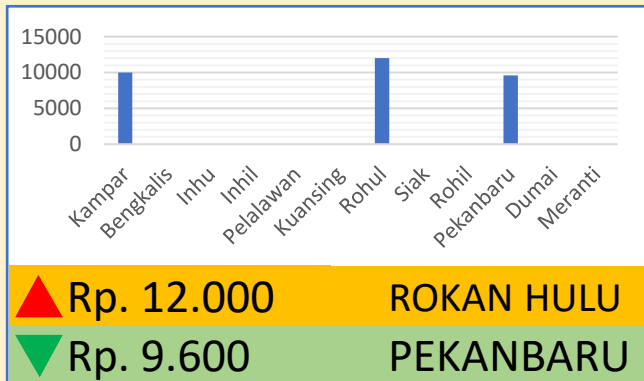 15000
10000
5000
0
Kampar
Bengkalis
Inhu
Inhil
Pelalawan
Kuansing
Rohul
Siak
Rohil
Pekanbaru
Dumai
Meranti
Rp. 12.000 ROKAN HULU
Rp. 9.600 PEKANBARU